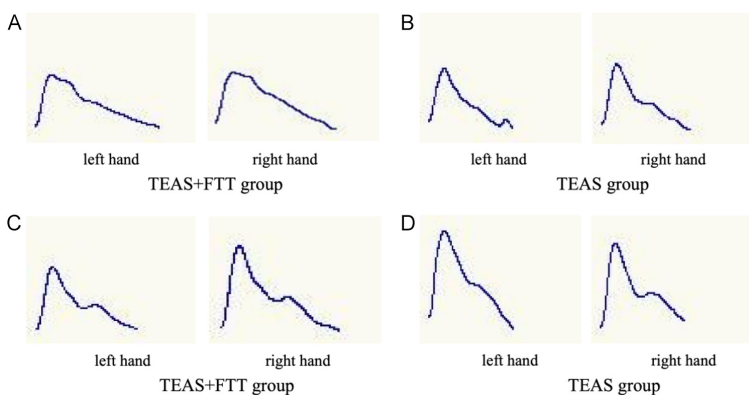 A
B
left hand
right hand
left hand
right hand
TEAS+FTT group
TEAS group
C
D
left hand
right hand
left hand
right hand
TEAS+FTT group
TEAS group